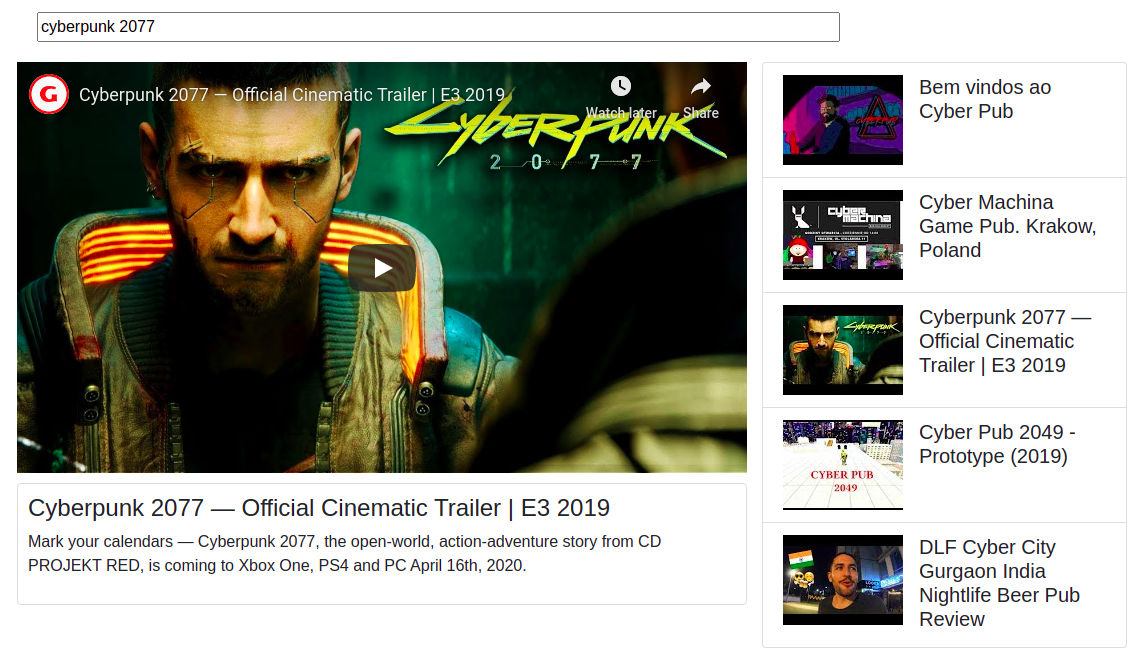 cyberpunk 2077
G
Cyberpunk 2077 — Official Cinematic Trailer | E3 2019
Watch later
Share
CYBERPUNK
2077
Cyberpunk 2077 — Official Cinematic Trailer | E3 2019
Mark your calendars — Cyberpunk 2077, the open-world, action-adventure story from CD
PROJEKT RED, is coming to Xbox One, PS4 and PC April 16th, 2020.
Bem vindos ao
Cyber Pub
cyber
machina
Cyber Machina
Game Pub. Krakow,
Poland
CYBERPUNK
Cyberpunk 2077 —
Official Cinematic
Trailer | E3 2019
CYBER PUB
2049
Cyber Pub 2049 -
Prototype (2019)
DLF Cyber City
Gurgaon India
Nightlife Beer Pub
Review